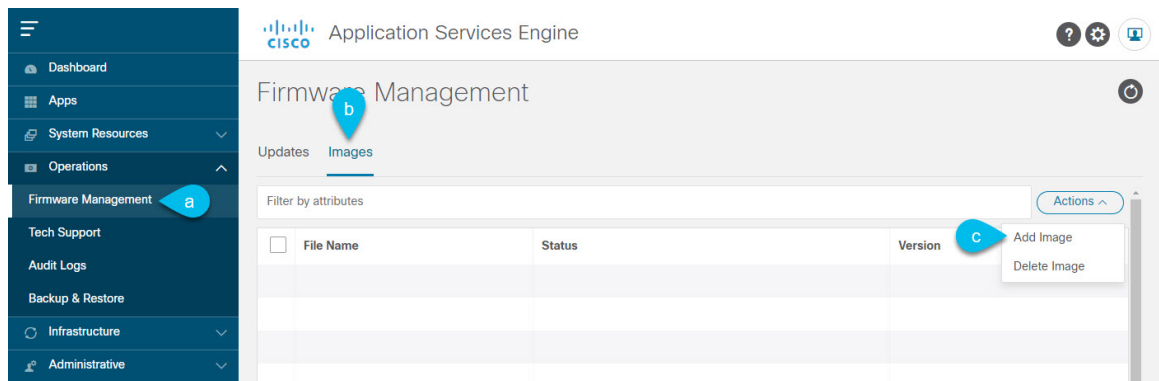 CISCO Application Services Engine
?
Dashboard
Apps
System Resources
Operations
Firmware Management a
Tech Support
Audit Logs
Backup & Restore
Infrastructure
Administrative
Firmware Management
b
Updates Images
Filter by attributes Actions
File Name Status Version
c Add Image
Delete Image